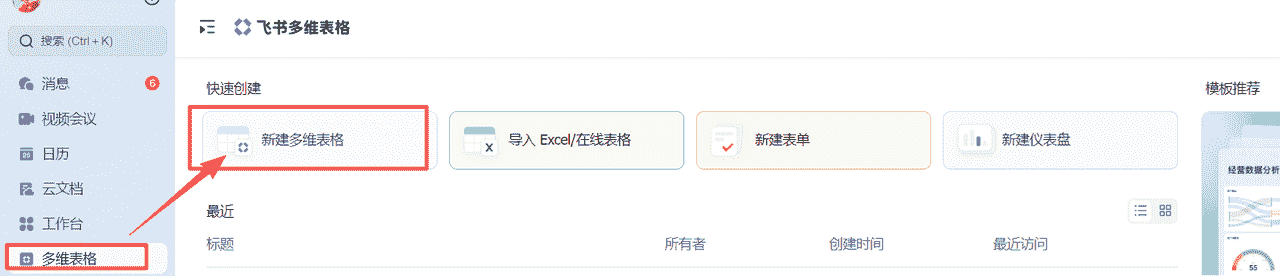 搜索 (Ctrl + K)
消息 6
视频会议
日历
云文档
工作台
多维表格
飞书多维表格
快速创建
新建多维表格
导入 Excel/在线表格
新建表单
新建仪表盘
最近
标题 所有者 创建时间 最近访问
模板推荐
经营数据分析
55